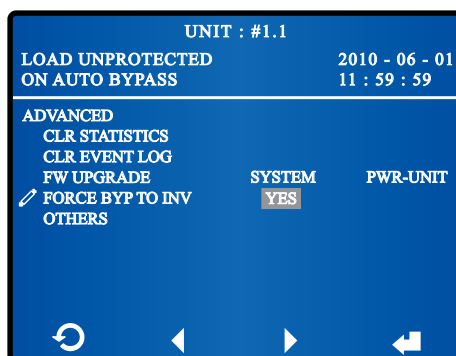 UNIT : #1.1
LOAD UNPROTECTED 2010 - 06 - 01
ON AUTO BYPASS 11 : 59 : 59
ADVANCED
CLR STATISTICS
CLR EVENT LOG
FW UPGRADE SYSTEM PWR-UNIT
FORCE BYP TO INV YES
OTHERS